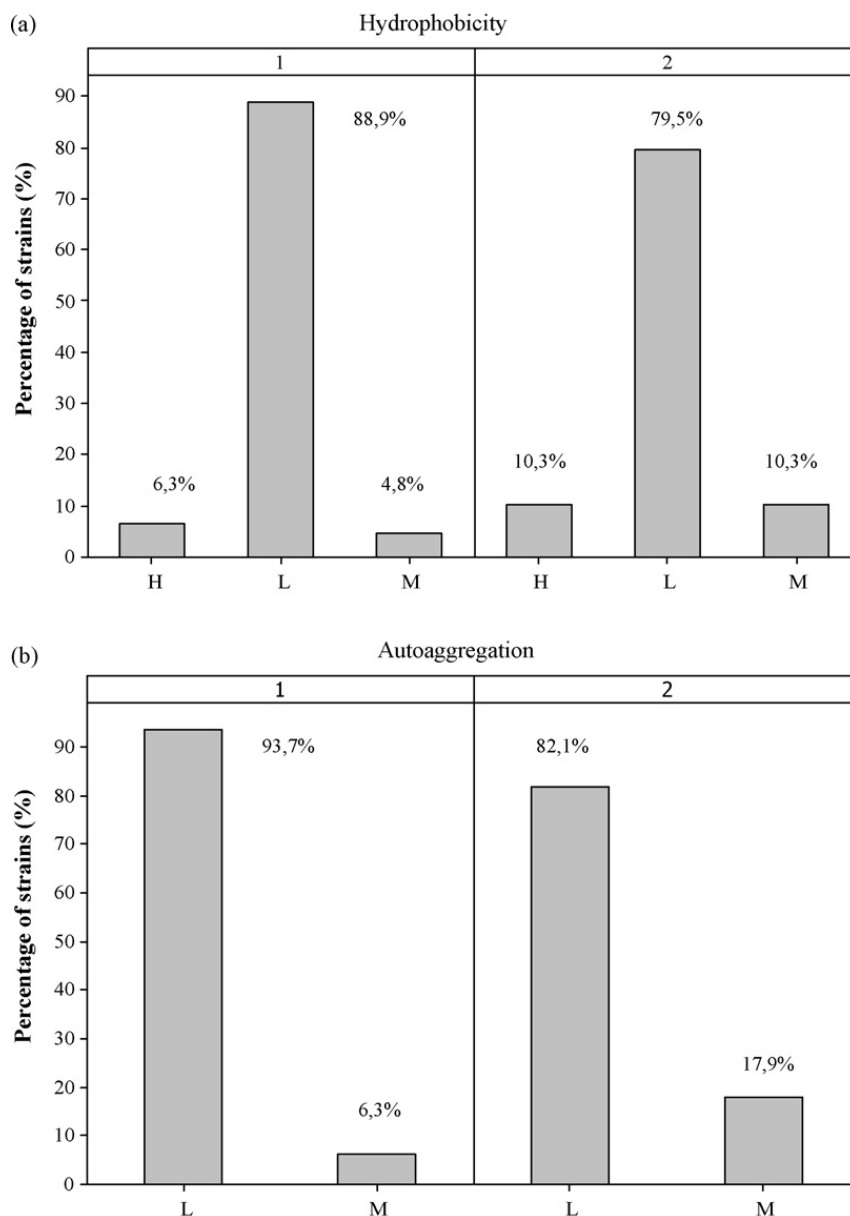 (a)
Hydrophobicity
1 2
Percentage of strains (%)
90
80
70
60
50
40
30
20
10
0
88,9% 79,5%
6,3% 4,8% 10,3% 10,3%
H L M H L M
(b)
Autoaggregation
1 2
Percentage of strains (%)
90
80
70
60
50
40
30
20
10
0
93,7% 82,1%
6,3% 17,9%
L M L M